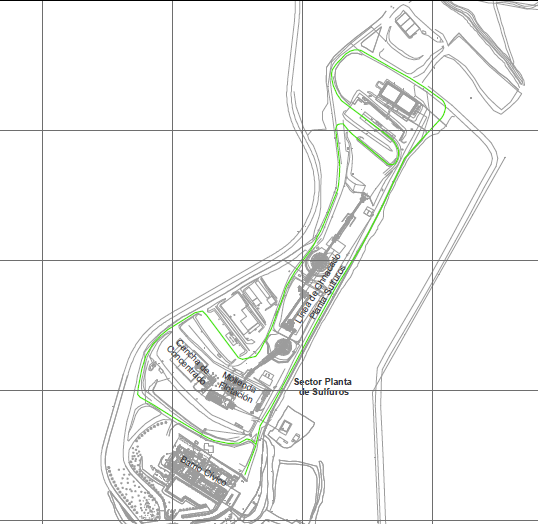 Línea de Chancado
Planta Sulfuros
Cancha de
Concentrado
Molienda
Flotación
Sector Planta
de Sulfuros
Barrio Cívico